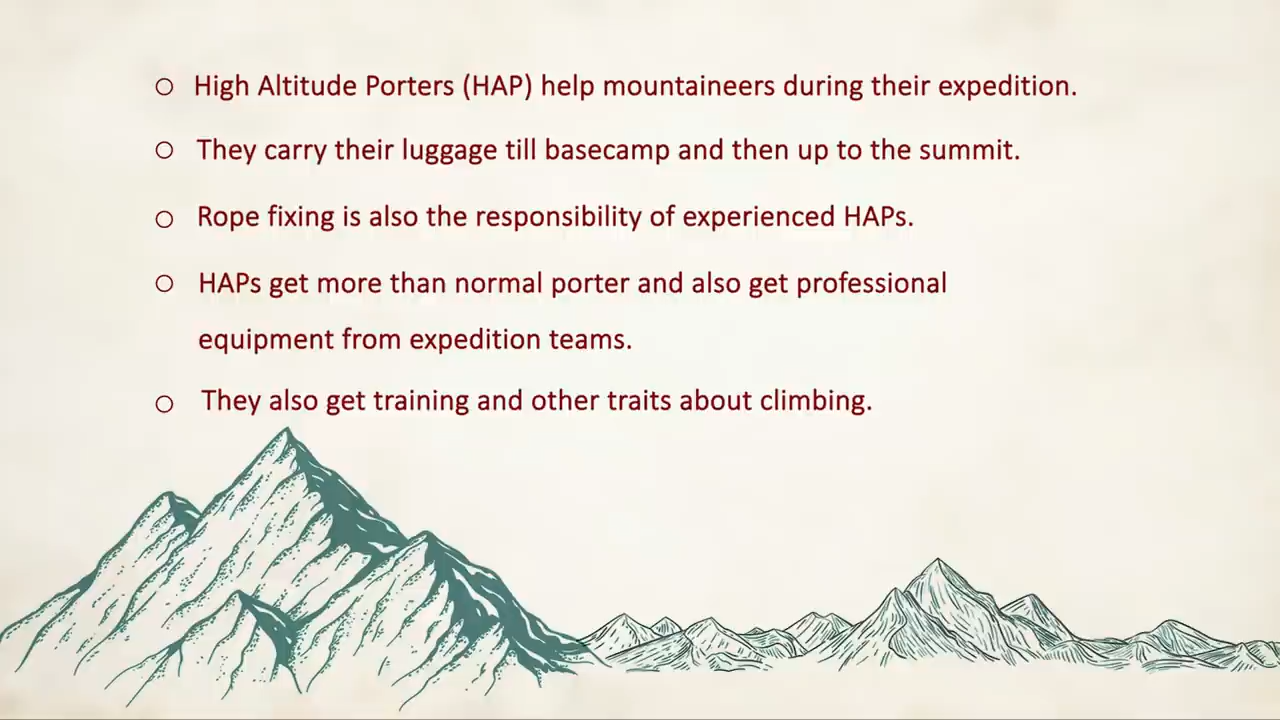 High Altitude Porters (HAP) help mountaineers during their expedition.
They carry their luggage till basecamp and then up to the summit.
Rope fixing is also the responsibility of experienced HAPs.
HAPs get more than normal porter and also get professional
equipment from expedition teams.
They also get training and other traits about climbing.